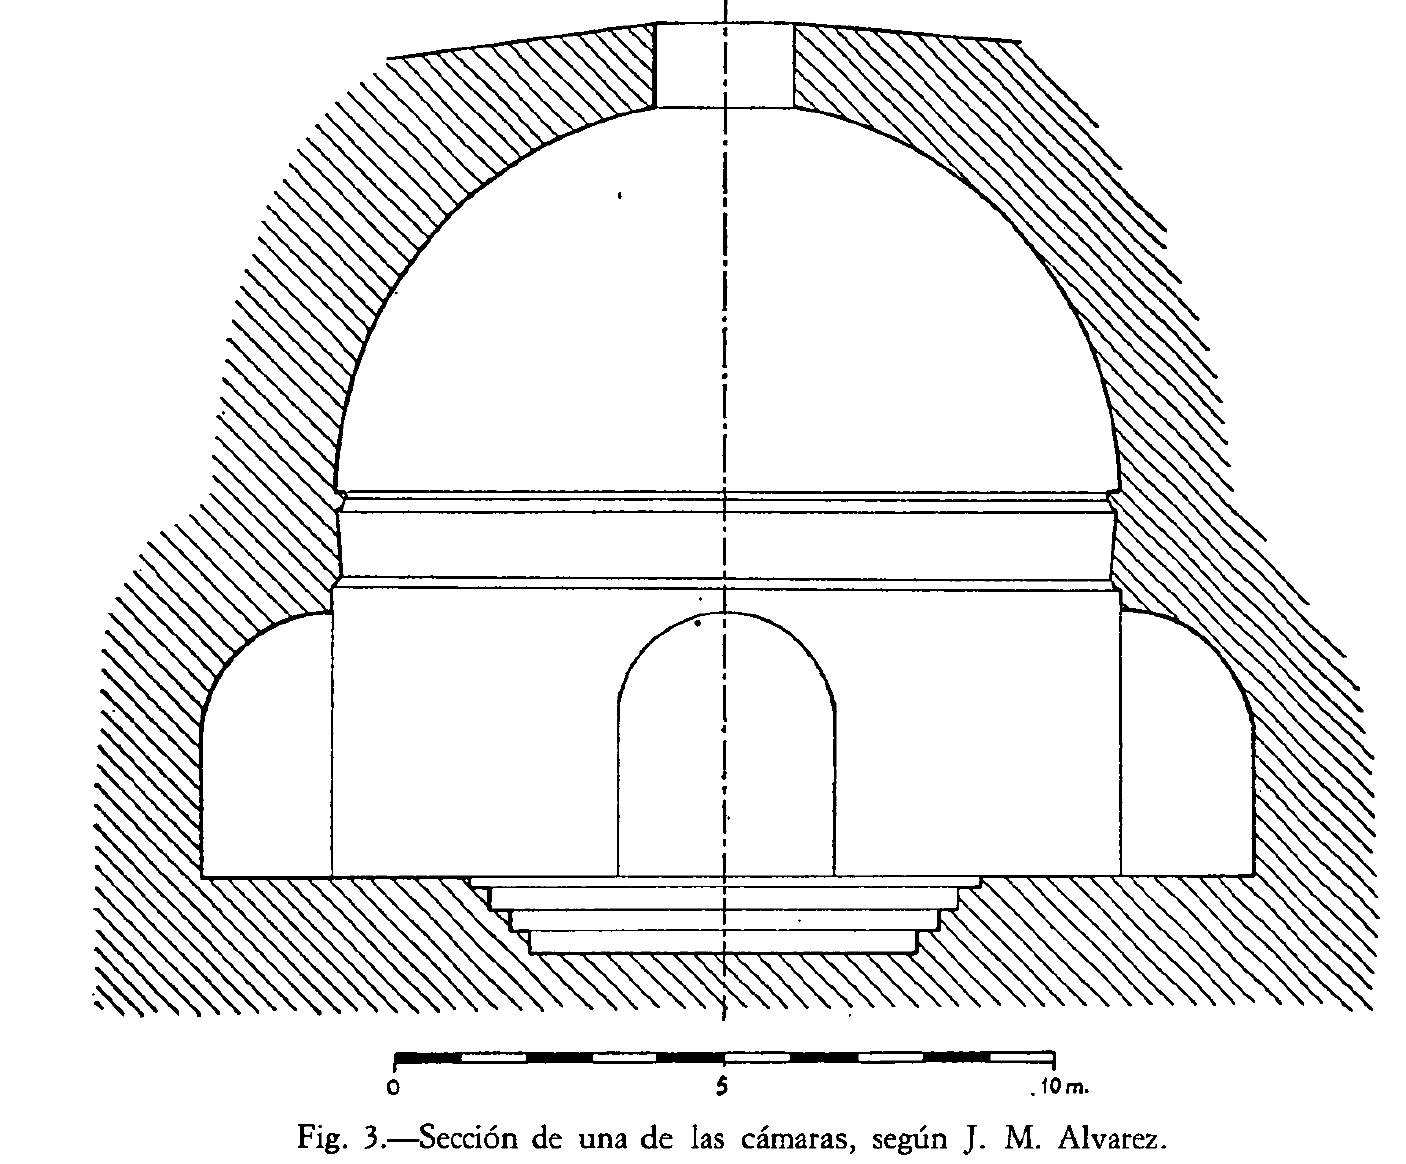 0 5 10 m.
Fig. 3.—Sección de una de las cámaras, según J. M. Alvarez.